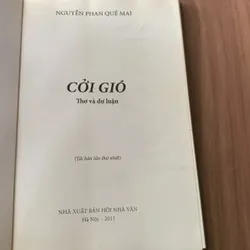 NGUYỄN PHAN QUẾ MAI
CỞI GIÓ
Thơ và dư luận
(Tái bản lần thứ nhất)
NHÀ XUẤT BẢN HỘI NHÀ VĂN
Hà Nội - 2011